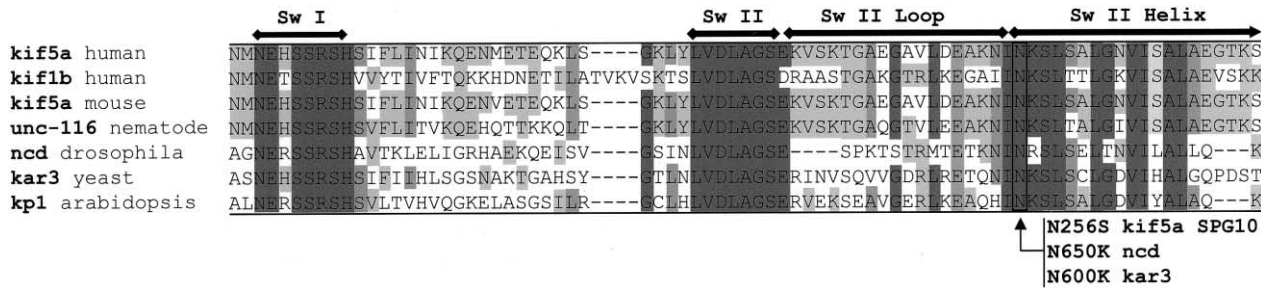 Sw I Sw II Sw II Loop Sw II Helix
kif5a human NMNEHSSRSHSIFLINIKQENMETEQKLS----GKLYLVDLAGSEKVSKTGAEGAVLDEAKNINKSLSALGNVISALAEGTKS
kif1b human NMNETSSRSHVVYTIVFTQKKHDNETILATVKVSKTSLVDLAGSDRAASTGAKGTRLKEGAIINKSLTTLGKVISALAEVSKK
kif5a mouse NMNEHSSRSHSIFLINIKQENVETEQKLS----GKLYLVDLAGSEKVSKTGAEGAVLDEAKNINKSLSALGNVISALAEGTKS
unc-116 nematode NMNEHSSRSHSVFLITVKQEHQTTKKQLT----GKLYLVDLAGSEKVSKTGAQGTVLEEAKNINKSLTALGIVISALAEGTKS
ncd drosophila AGNERSSRSHAVTKLELIGRHAEKQEISV----GSINLVDLAGSE----SPKTSTRMTETKNINRSLSELTNVILALLQ---K
kar3 yeast ASNEHSSRSHSIFIIHLSGSNAKTGAHSY----GTLNLVDLAGSERINVSQVVGDRLRETQNINKSLSCLGDVIHALGQPDST
kp1 arabidopsis ALNERSSRSHSVLTVHVQGKELASGSILR----GCLHLVDLAGSERVEKSEAVGERLKEAQHINKSLSALGDVIYALAQ---K
N256S kif5a SPG10
N650K ncd
N600K kar3